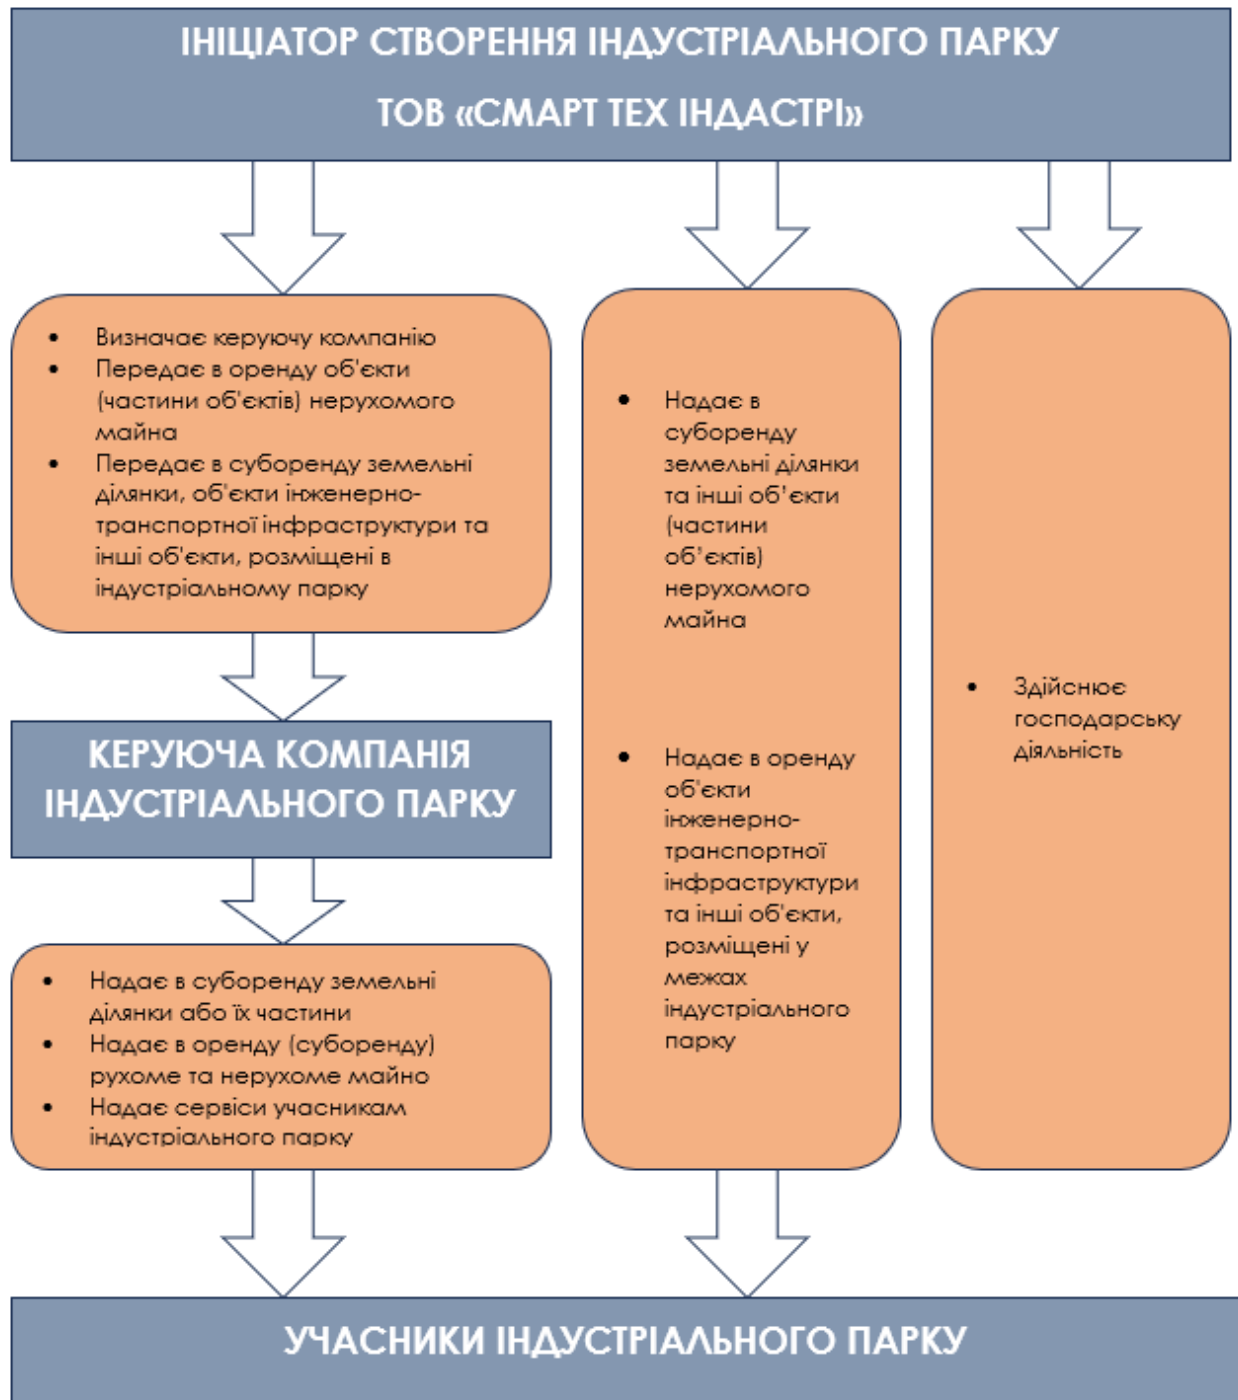 ІНІЦІАТОР СТВОРЕННЯ ІНДУСТРІАЛЬНОГО ПАРКУ
ТОВ «СМАРТ ТЕХ ІНДАСТРІ»
• Визначає керуючу компанію
• Передає в оренду об'єкти
(частини об'єктів) нерухомого
майна
• Передає в суборенду земельні
ділянки, об'єкти інженерно-
транспортної інфраструктури та
інші об'єкти, розміщені в
індустріальному парку
КЕРУЮЧА КОМПАНІЯ
ІНДУСТРІАЛЬНОГО ПАРКУ
• Надає в суборенду земельні
ділянки або їх частини
• Надає в оренду (суборенду)
рухоме та нерухоме майно
• Надає сервіси учасникам
індустріального парку
• Надає в
суборенду
земельні ділянки
та інші об’єкти
(частини
об’єктів)
нерухомого
майна
• Надає в оренду
об'єкти
інженерно-
транспортної
інфраструктури
та інші об'єкти,
розміщені у
межах
індустріального
парку
• Здійснює
господарську
діяльність
УЧАСНИКИ ІНДУСТРІАЛЬНОГО ПАРКУ